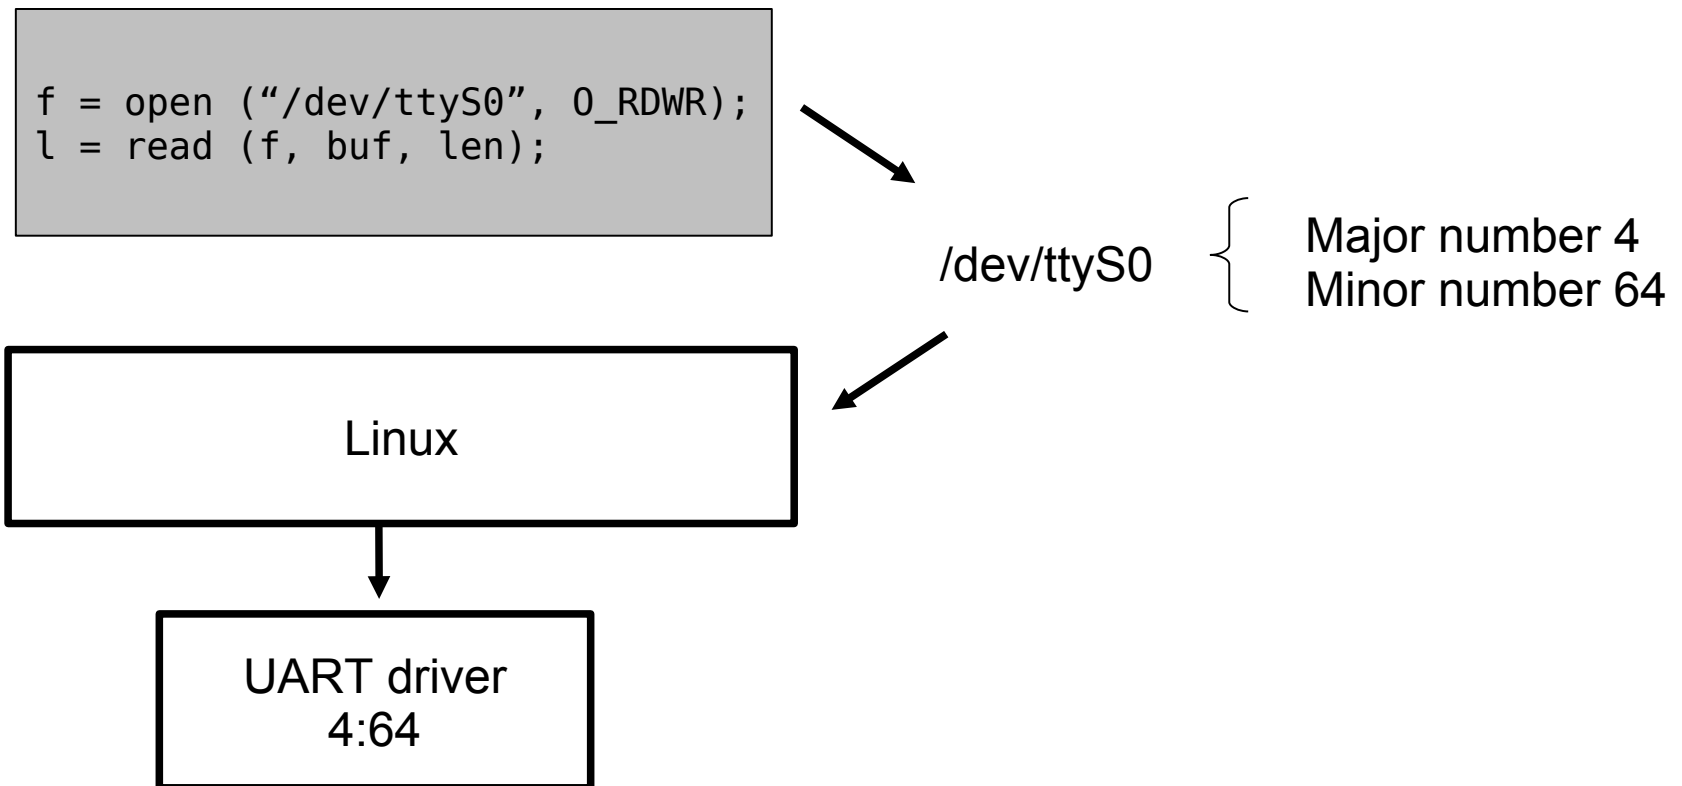 f = open (“/dev/ttyS0”, O_RDWR);
l = read (f, buf, len);
/dev/ttyS0
Major number 4
Minor number 64
Linux
UART driver
4:64